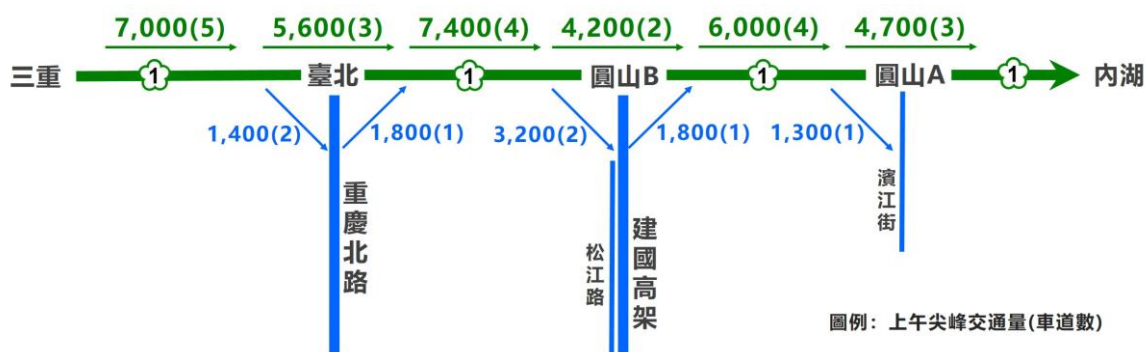 7,000(5) 5,600(3) 7,400(4) 4,200(2) 6,000(4) 4,700(3)
三重 1 臺北 1 圓山B 1 圓山A 1 內湖
1,400(2) 1,800(1) 3,200(2) 1,800(1) 1,300(1)
重慶北路
松江路
建國高架
濱江街
圖例：上午尖峰交通量(車道數)